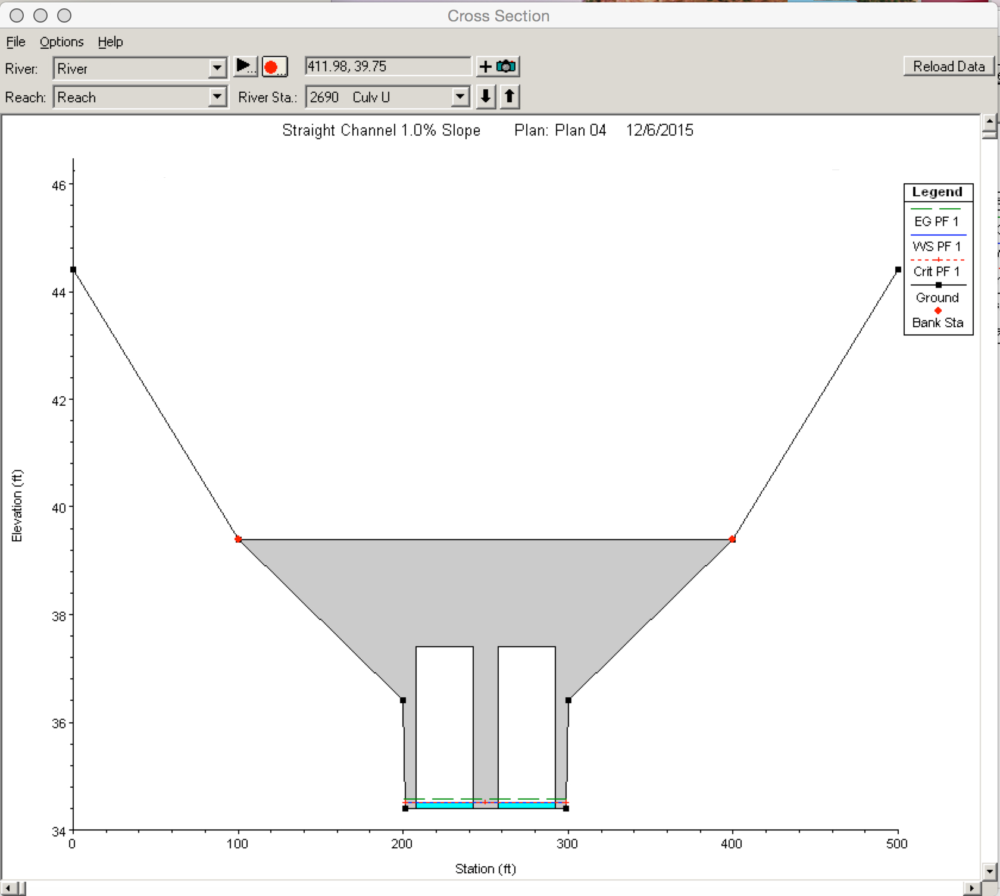 Cross Section
File Options Help
River: River 411.98, 39.75 Reload Data
Reach: Reach River Sta.: 2690 Culv U
Straight Channel 1.0% Slope Plan: Plan 04 12/6/2015
Legend
EG PF 1
WS PF 1
Crit PF 1
Ground
Bank Sta
Elevation (ft)
46
44
42
40
38
36
34
0 100 200 300 400 500
Station (ft)